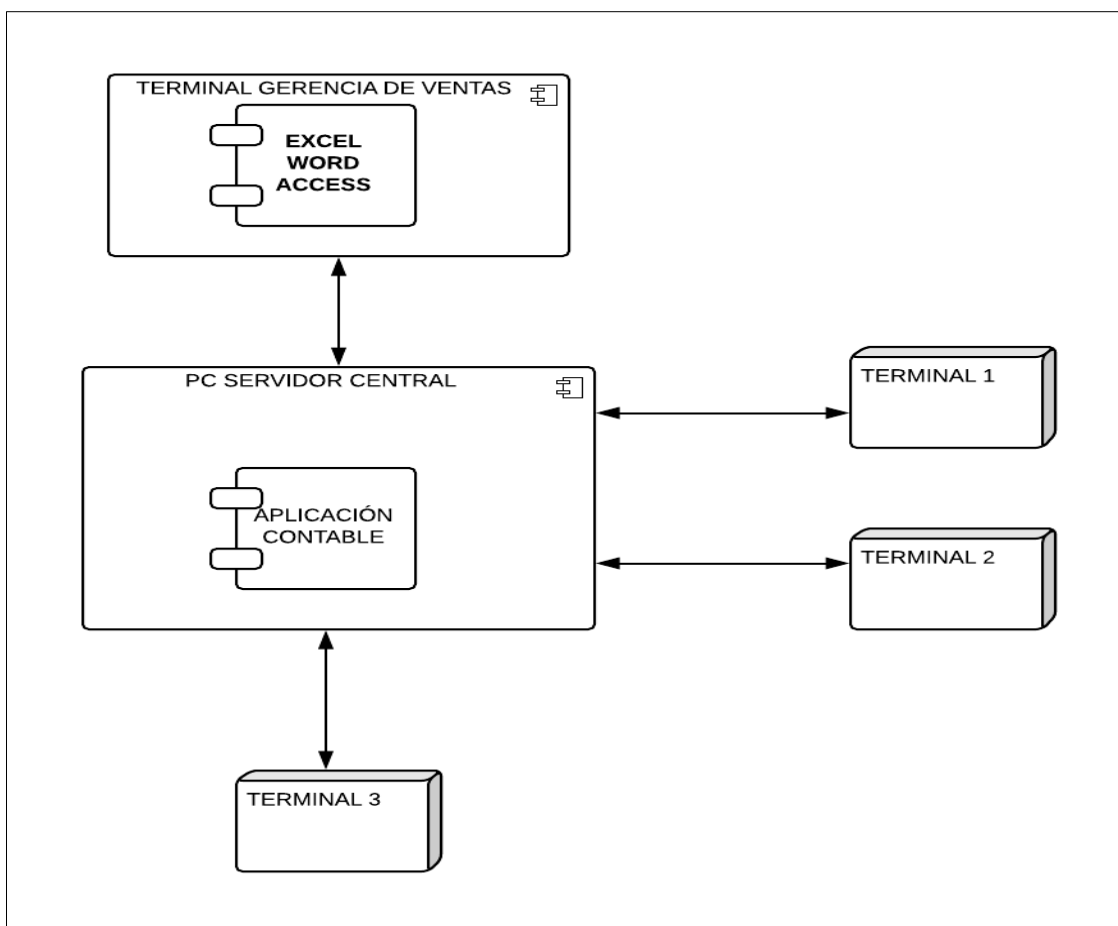 TERMINAL GERENCIA DE VENTAS
EXCEL
WORD
ACCESS
PC SERVIDOR CENTRAL
TERMINAL 1
APLICACIÓN
CONTABLE
TERMINAL 2
TERMINAL 3